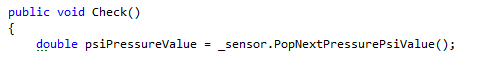 public void Check()
{
    double psiPressureValue = _sensor.PopNextPressurePsiValue();